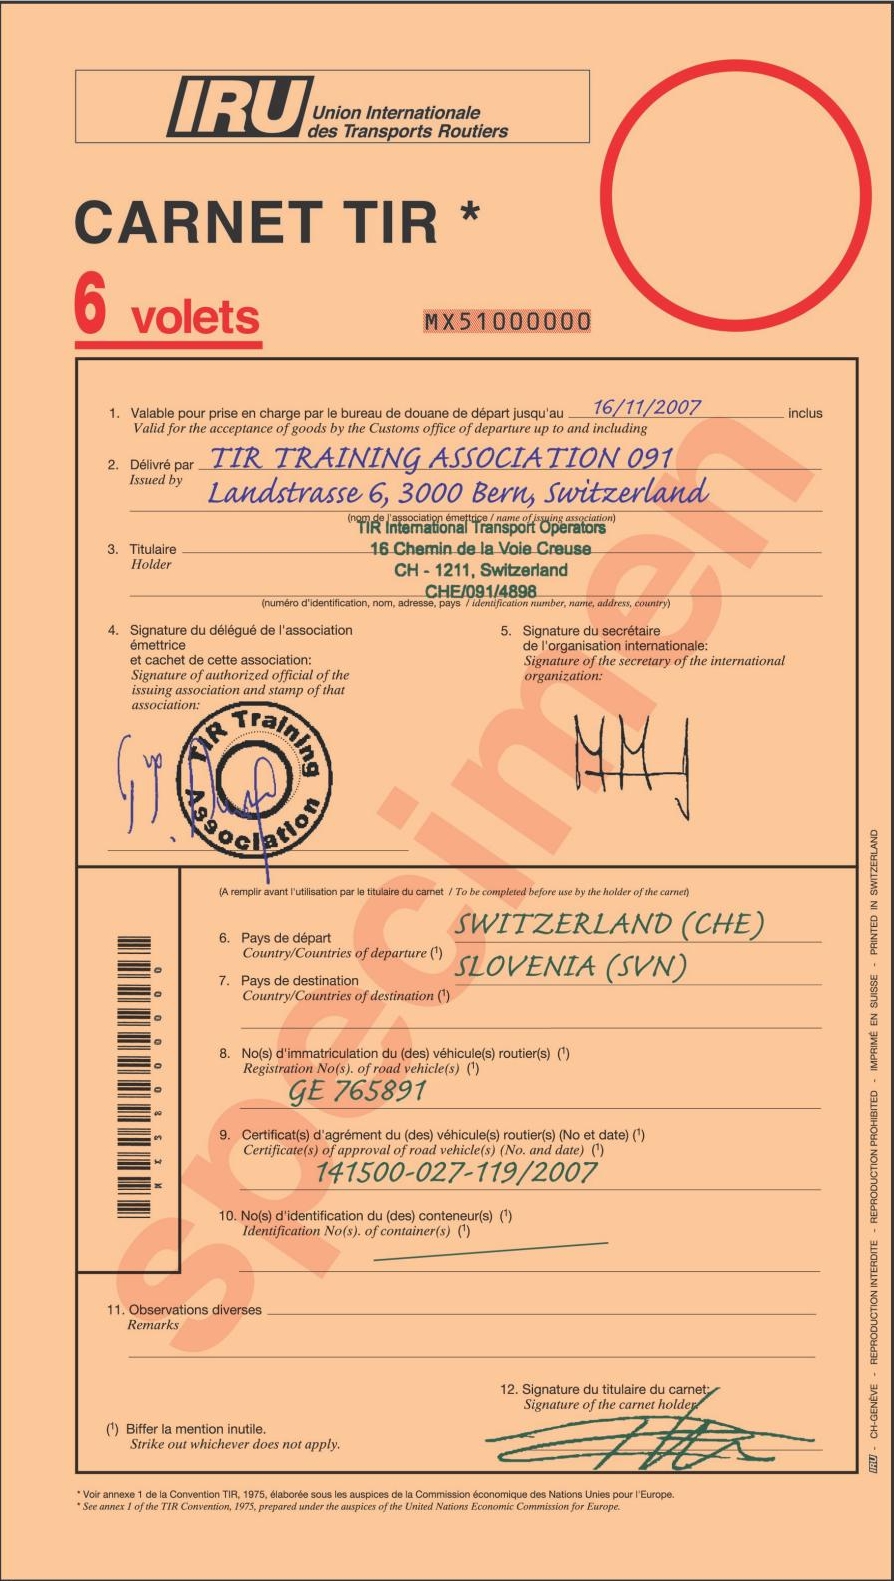 IRU Union Internationale
des Transports Routiers
CARNET TIR *
6 volets
MX51000000
1. Valable pour prise en charge par le bureau de douane de départ jusqu'au 16/11/2007 inclus
Valid for the acceptance of goods by the Customs office of departure up to and including
2. Délivré par TIR TRAINING ASSOCIATION 091
Issued by
Landstrasse 6, 3000 Bern, Switzerland
(nom de l'association émettrice / name of issuing association)
TIR International Transport Operators
3. Titulaire 16 Chemin de la Voie Creuse
Holder
CH - 1211, Switzerland
CHE/091/4898
(numéro d'identification, nom, adresse, pays / identification number, name, address, country)
4. Signature du délégué de l'association
émettrice
et cachet de cette association:
Signature of authorized official of the
issuing association and stamp of that
association:
5. Signature du secrétaire
de l'organisation internationale:
Signature of the secretary of the international
organization:
TIR Training
Association
(A remplir avant l'utilisation par le titulaire du carnet / To be completed before use by the holder of the carnet)
6. Pays de départ SWITZERLAND (CHE)
Country/Countries of departure (1)
7. Pays de destination SLOVENIA (SVN)
Country/Countries of destination (1)
8. No(s) d'immatriculation du (des) véhicule(s) routier(s) (1)
Registration No(s). of road vehicle(s) (1)
GE 765891
9. Certificat(s) d'agrément du (des) véhicule(s) routier(s) (No et date) (1)
Certificate(s) of approval of road vehicle(s) (No. and date) (1)
141500-027-119/2007
10. No(s) d'identification du (des) conteneur(s) (1)
Identification No(s). of container(s) (1)
11. Observations diverses
Remarks
12. Signature du titulaire du carnet:
Signature of the carnet holder
(1) Biffer la mention inutile.
Strike out whichever does not apply.
* Voir annexe 1 de la Convention TIR, 1975, élaborée sous les auspices de la Commission économique des Nations Unies pour l'Europe.
* See annex 1 of the TIR Convention, 1975, prepared under the auspices of the United Nations Economic Commission for Europe.
IRU - CH-GENÈVE - REPRODUCTION INTERDITE - REPRODUCTION PROHIBITED - IMPRIMÉ EN SUISSE - PRINTED IN SWITZERLAND
specimen